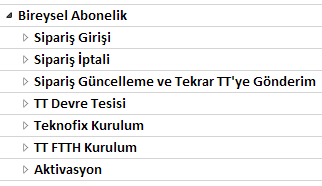 Bireysel Abonelik
Sipariş Girişi
Sipariş İptali
Sipariş Güncelleme ve Tekrar TT'ye Gönderim
TT Devre Tesisi
Teknofix Kurulum
TT FTTH Kurulum
Aktivasyon